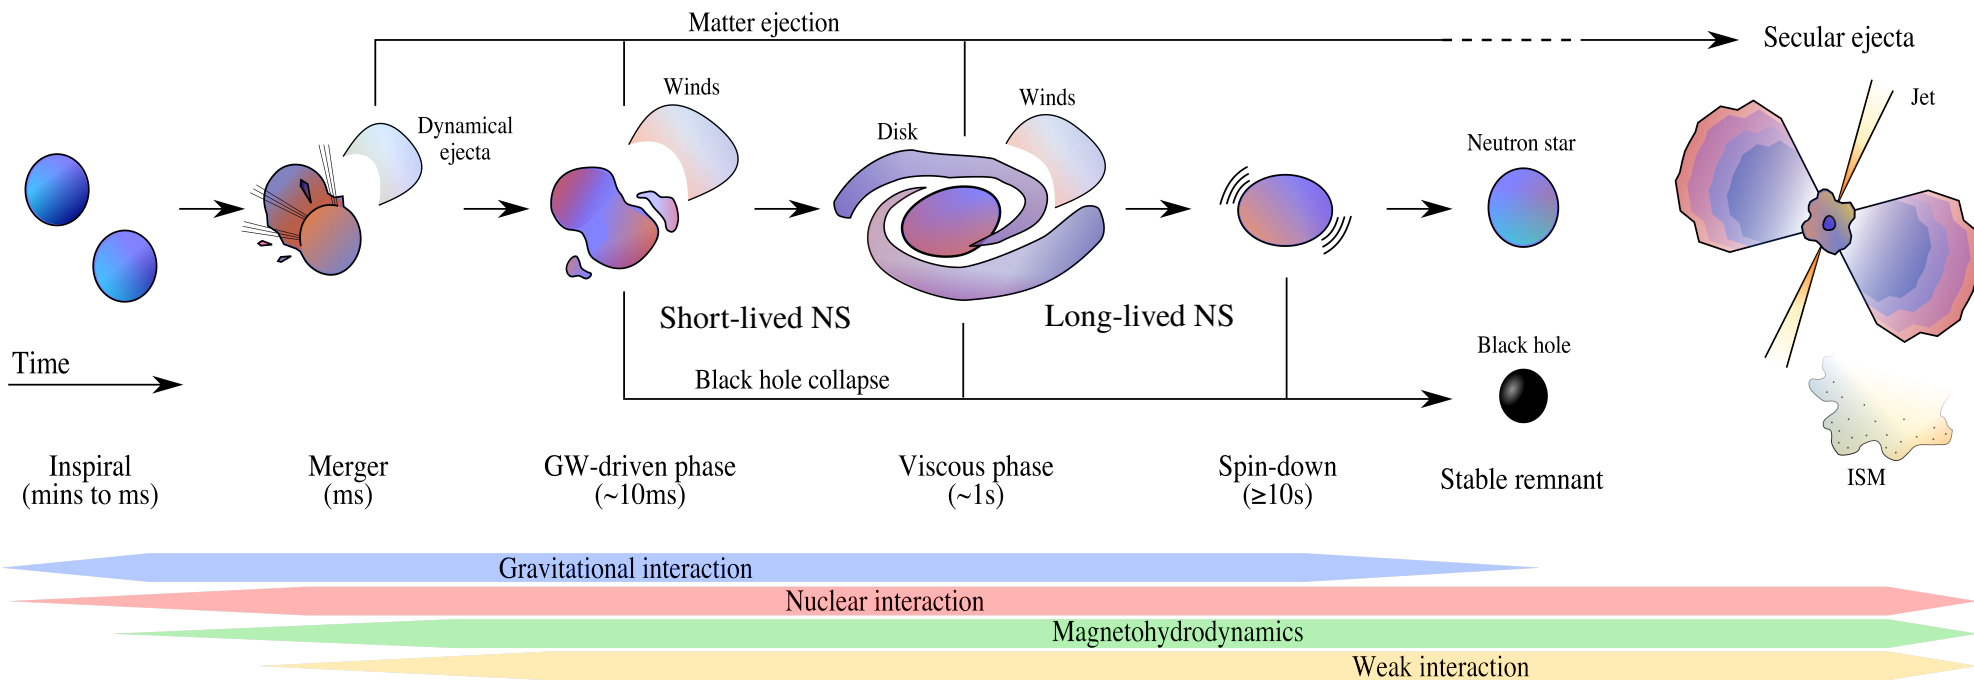 Matter ejection
Secular ejecta
Winds
Winds
Jet
Dynamical
ejecta
Disk
Neutron star
Short-lived NS
Long-lived NS
Time
Black hole collapse
Black hole
Inspiral
(mins to ms)
Merger
(ms)
GW-driven phase
(~10ms)
Viscous phase
(~1s)
Spin-down
(≥10s)
Stable remnant
ISM
Gravitational interaction
Nuclear interaction
Magnetohydrodynamics
Weak interaction